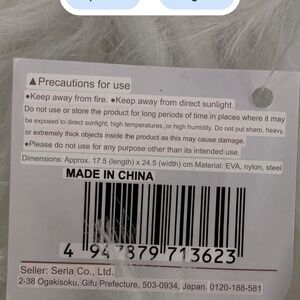 ▲Precautions for use
●Keep away from fire. ●Keep away from direct sunlight.
Do not use or store the product for long periods of time in places where it may
be exposed to direct sunlight, high temperatures, or high humidity. Do not put sharp, heavy,
or extremely thick objects inside the product as this may cause damage.
●Please do not use for any purpose other than its intended use.
Dimensions: Approx. 17.5 (length) x 24.5 (width) cm Material: EVA, nylon, steel
MADE IN CHINA
4 947879 713623
Seller: Seria Co., Ltd.
2-38 Ogakisoku, Gifu Prefecture, 503-0934, Japan. 0120-188-581